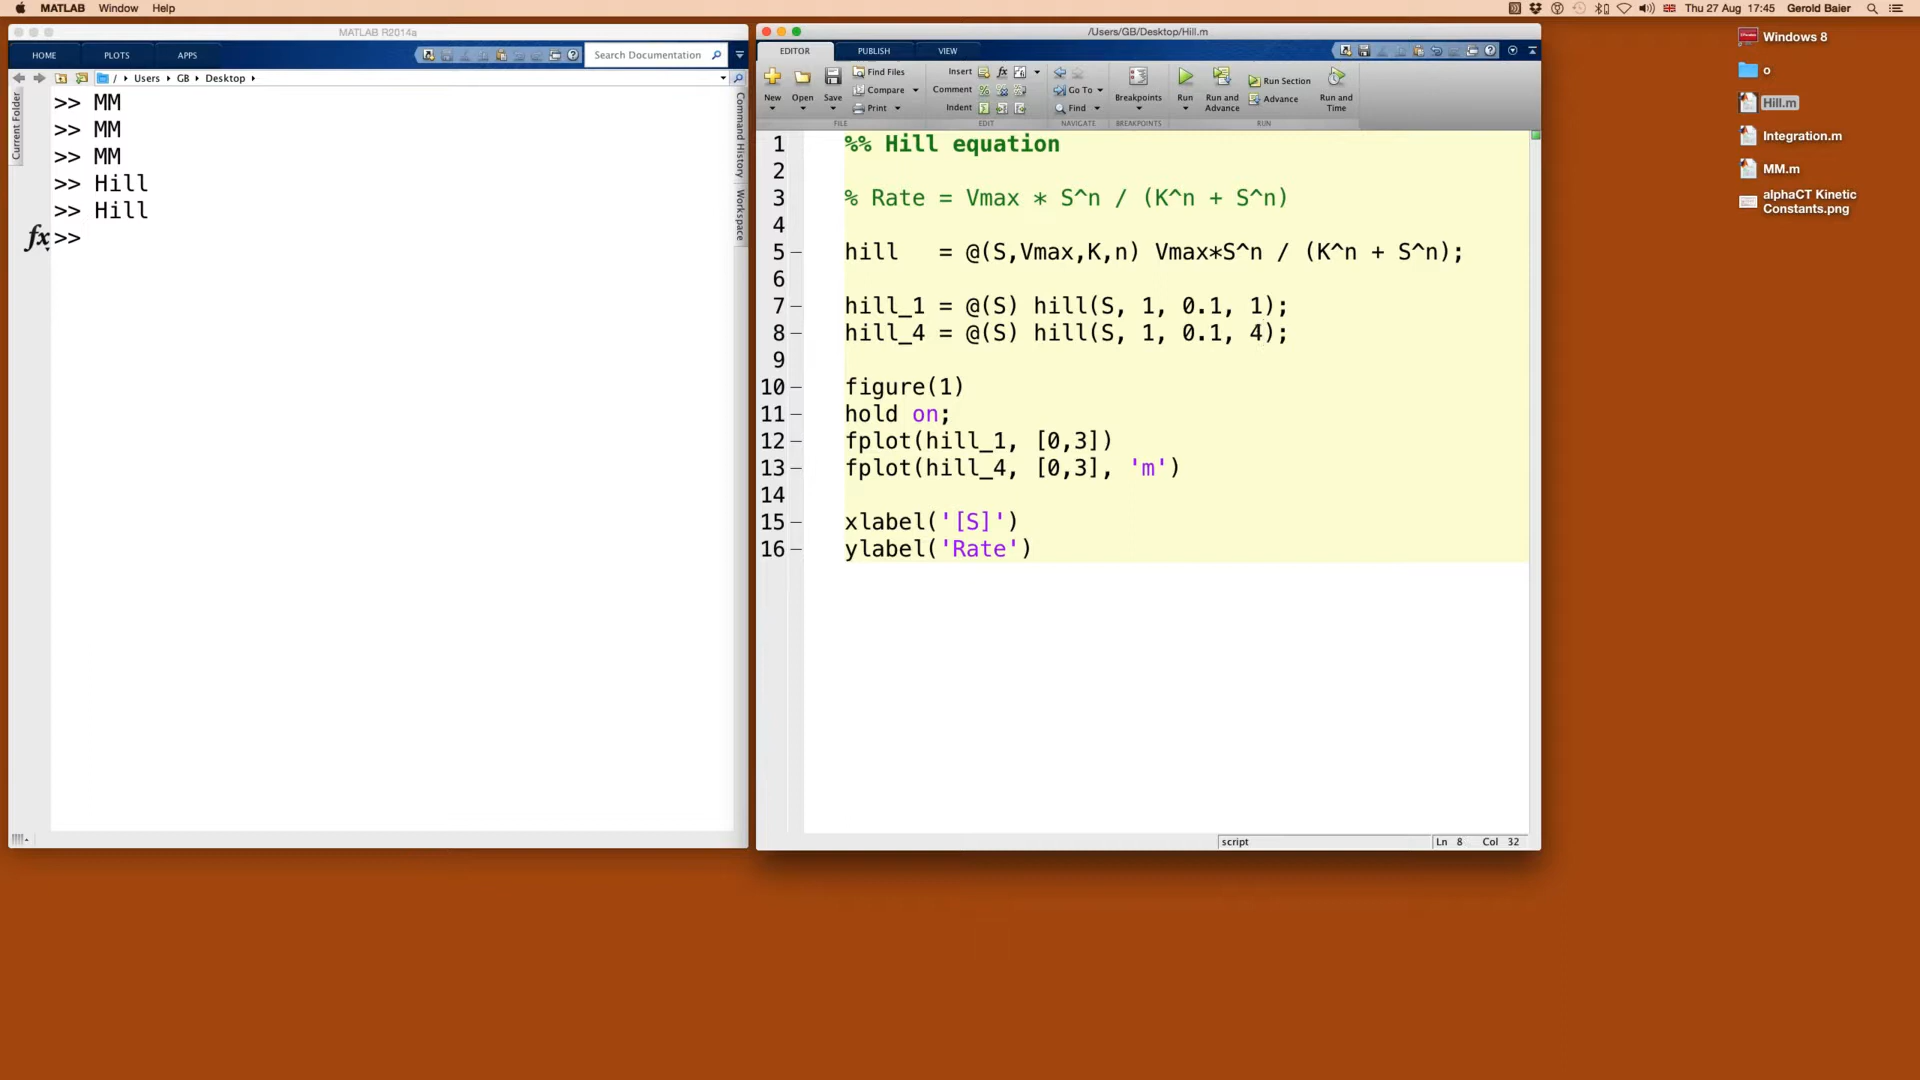 MATLAB Window Help
Thu 27 Aug 17:45 Gerold Baier
MATLAB R2014a
HOME PLOTS APPS
Search Documentation
/ Users GB Desktop
Current Folder
Command History
Workspace
>> MM
>> MM
>> MM
>> Hill
>> Hill
fx >>
/Users/GB/Desktop/Hill.m
EDITOR PUBLISH VIEW
New Open Save
Find Files
Compare
Print
FILE
Insert fx
Comment
Indent
EDIT
Go To
Find
NAVIGATE
Breakpoints
BREAKPOINTS
Run
Run and Advance
Run Section
Advance
Run and Time
RUN
1 %% Hill equation
2
3 % Rate = Vmax * S^n / (K^n + S^n)
4
5 hill = @(S,Vmax,K,n) Vmax*S^n / (K^n + S^n);
6
7 hill_1 = @(S) hill(S, 1, 0.1, 1);
8 hill_4 = @(S) hill(S, 1, 0.1, 4);
9
10 figure(1)
11 hold on;
12 fplot(hill_1, [0,3])
13 fplot(hill_4, [0,3], 'm')
14
15 xlabel('[S]')
16 ylabel('Rate')
script Ln 8 Col 32
Windows 8
o
Hill.m
Integration.m
MM.m
alphaCT Kinetic
Constants.png